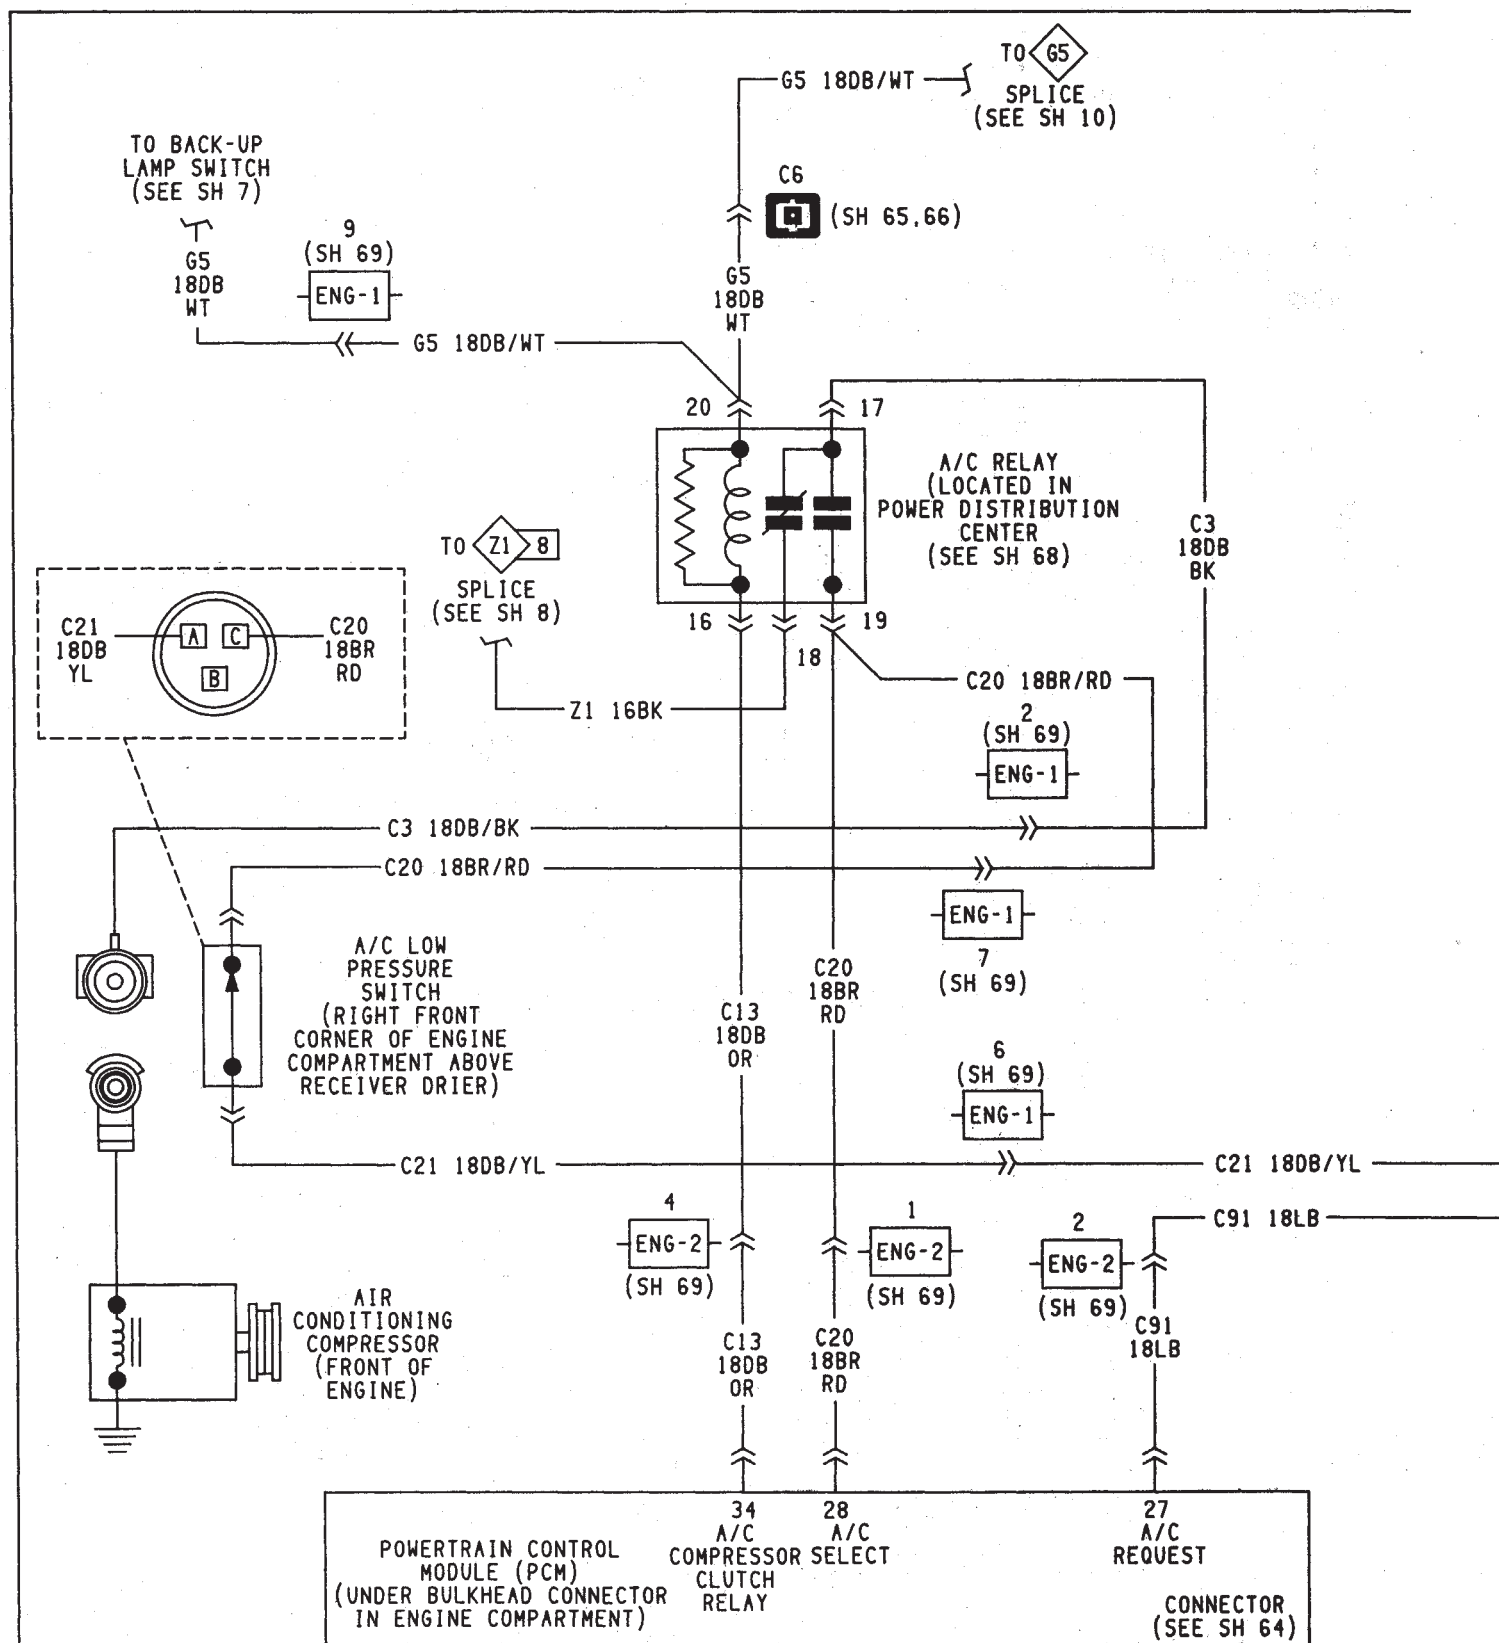 TO G5
SPLICE
(SEE SH 10)
G5 18DB/WT
TO BACK-UP
LAMP SWITCH
(SEE SH 7)
C6
(SH 65,66)
9
(SH 69)
ENG-1
G5
18DB
WT
G5
18DB
WT
G5 18DB/WT
20
17
A/C RELAY
(LOCATED IN
POWER DISTRIBUTION
CENTER
(SEE SH 68)
C3
18DB
BK
TO Z1 8
SPLICE
(SEE SH 8)
16
19
18
C21
18DB
YL
A
C
B
C20
18BR
RD
C20 18BR/RD
Z1 16BK
2
(SH 69)
ENG-1
C3 18DB/BK
C20 18BR/RD
ENG-1
7
(SH 69)
A/C LOW
PRESSURE
SWITCH
(RIGHT FRONT
CORNER OF ENGINE
COMPARTMENT ABOVE
RECEIVER DRIER)
C20
18BR
RD
C13
18DB
OR
6
(SH 69)
ENG-1
C21 18DB/YL
C21 18DB/YL
4
ENG-2
(SH 69)
1
ENG-2
(SH 69)
2
ENG-2
(SH 69)
C91 18LB
AIR
CONDITIONING
COMPRESSOR
(FRONT OF
ENGINE)
C13
18DB
OR
C20
18BR
RD
C91
18LB
34
A/C
COMPRESSOR
CLUTCH
RELAY
28
A/C
SELECT
27
A/C
REQUEST
POWERTRAIN CONTROL
MODULE (PCM)
(UNDER BULKHEAD CONNECTOR
IN ENGINE COMPARTMENT)
CONNECTOR
(SEE SH 64)